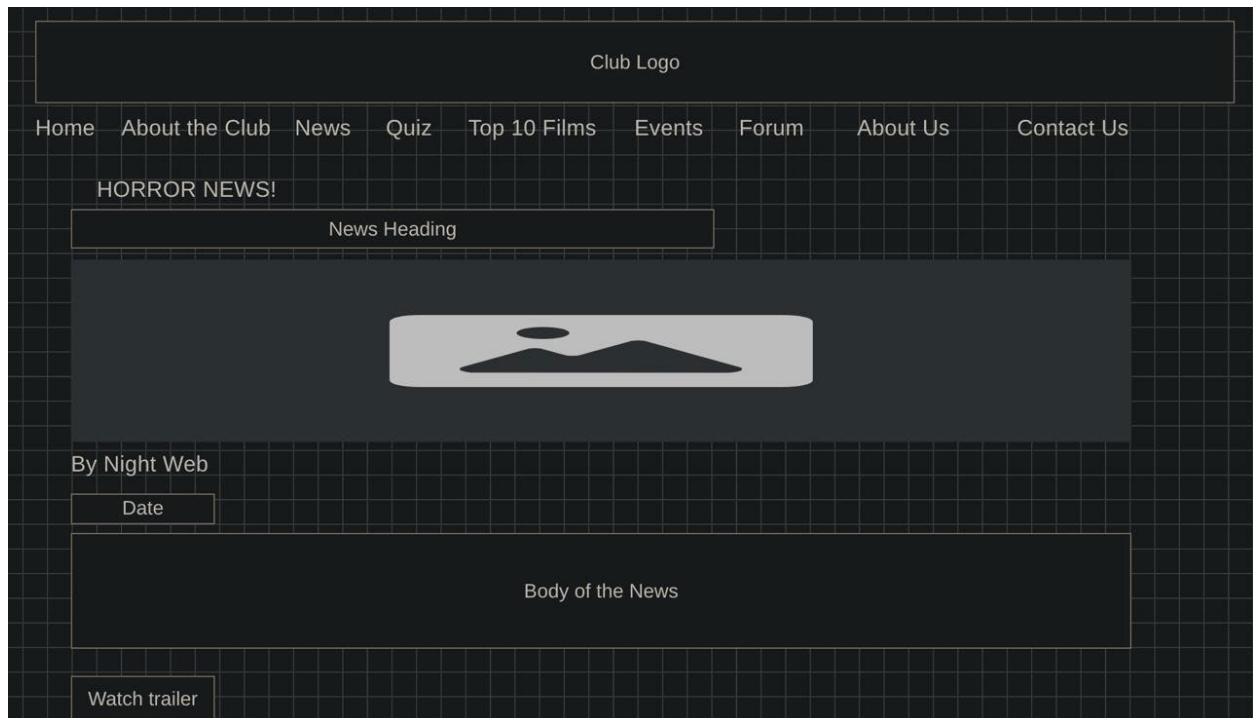 Club Logo
Home About the Club News Quiz Top 10 Films Events Forum About Us Contact Us
HORROR NEWS!
News Heading
By Night Web
Date
Body of the News
Watch trailer